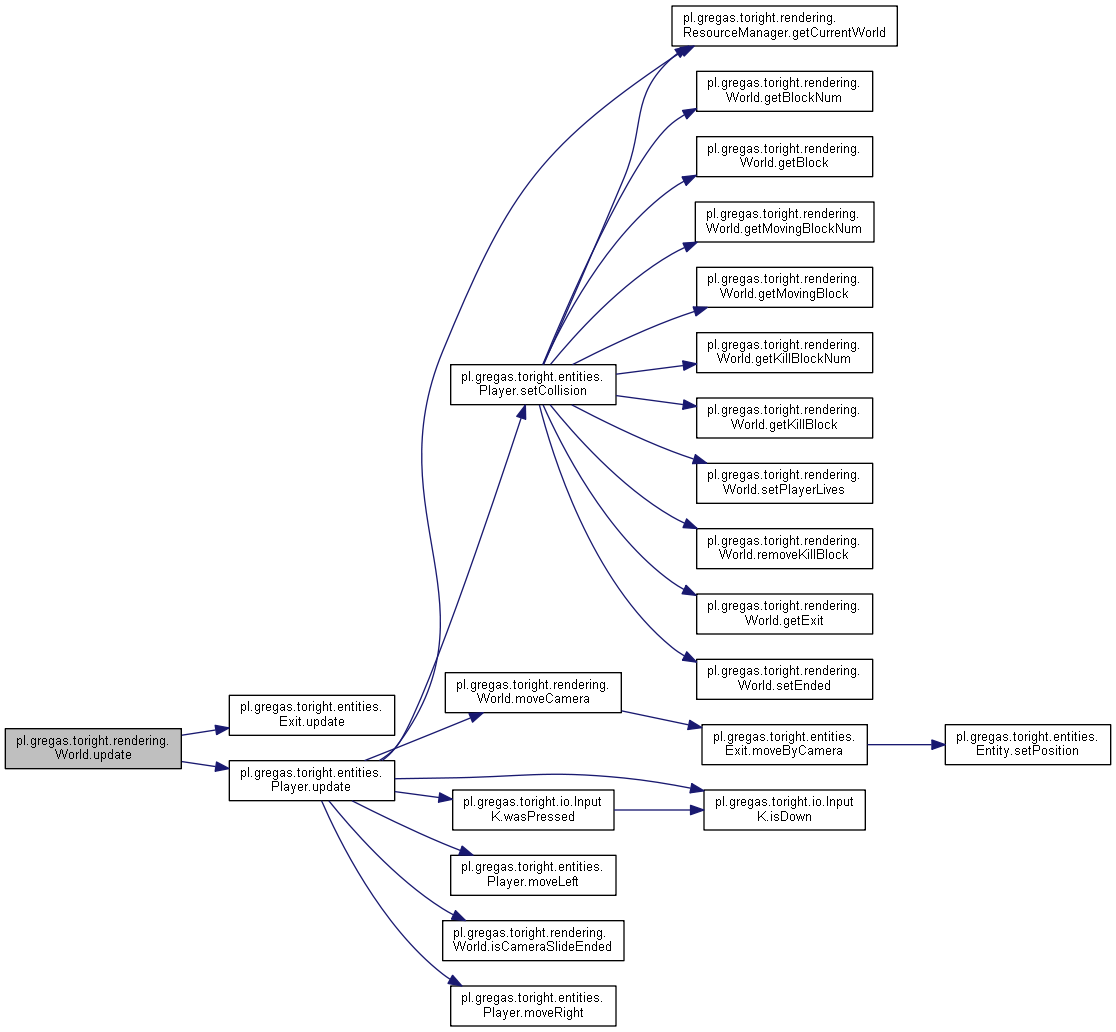 pl.gregas.toright.rendering.
ResourceManager.getCurrentWorld
pl.gregas.toright.rendering.
World.getBlockNum
pl.gregas.toright.rendering.
World.getBlock
pl.gregas.toright.rendering.
World.getMovingBlockNum
pl.gregas.toright.rendering.
World.getMovingBlock
pl.gregas.toright.rendering.
World.getKillBlockNum
pl.gregas.toright.entities.
Player.setCollision
pl.gregas.toright.rendering.
World.getKillBlock
pl.gregas.toright.rendering.
World.setPlayerLives
pl.gregas.toright.rendering.
World.removeKillBlock
pl.gregas.toright.rendering.
World.getExit
pl.gregas.toright.rendering.
World.setEnded
pl.gregas.toright.rendering.
World.moveCamera
pl.gregas.toright.entities.
Exit.update
pl.gregas.toright.rendering.
World.update
pl.gregas.toright.entities.
Exit.moveByCamera
pl.gregas.toright.entities.
Entity.setPosition
pl.gregas.toright.entities.
Player.update
pl.gregas.toright.io.Input
K.wasPressed
pl.gregas.toright.io.Input
K.isDown
pl.gregas.toright.entities.
Player.moveLeft
pl.gregas.toright.rendering.
World.isCameraSlideEnded
pl.gregas.toright.entities.
Player.moveRight